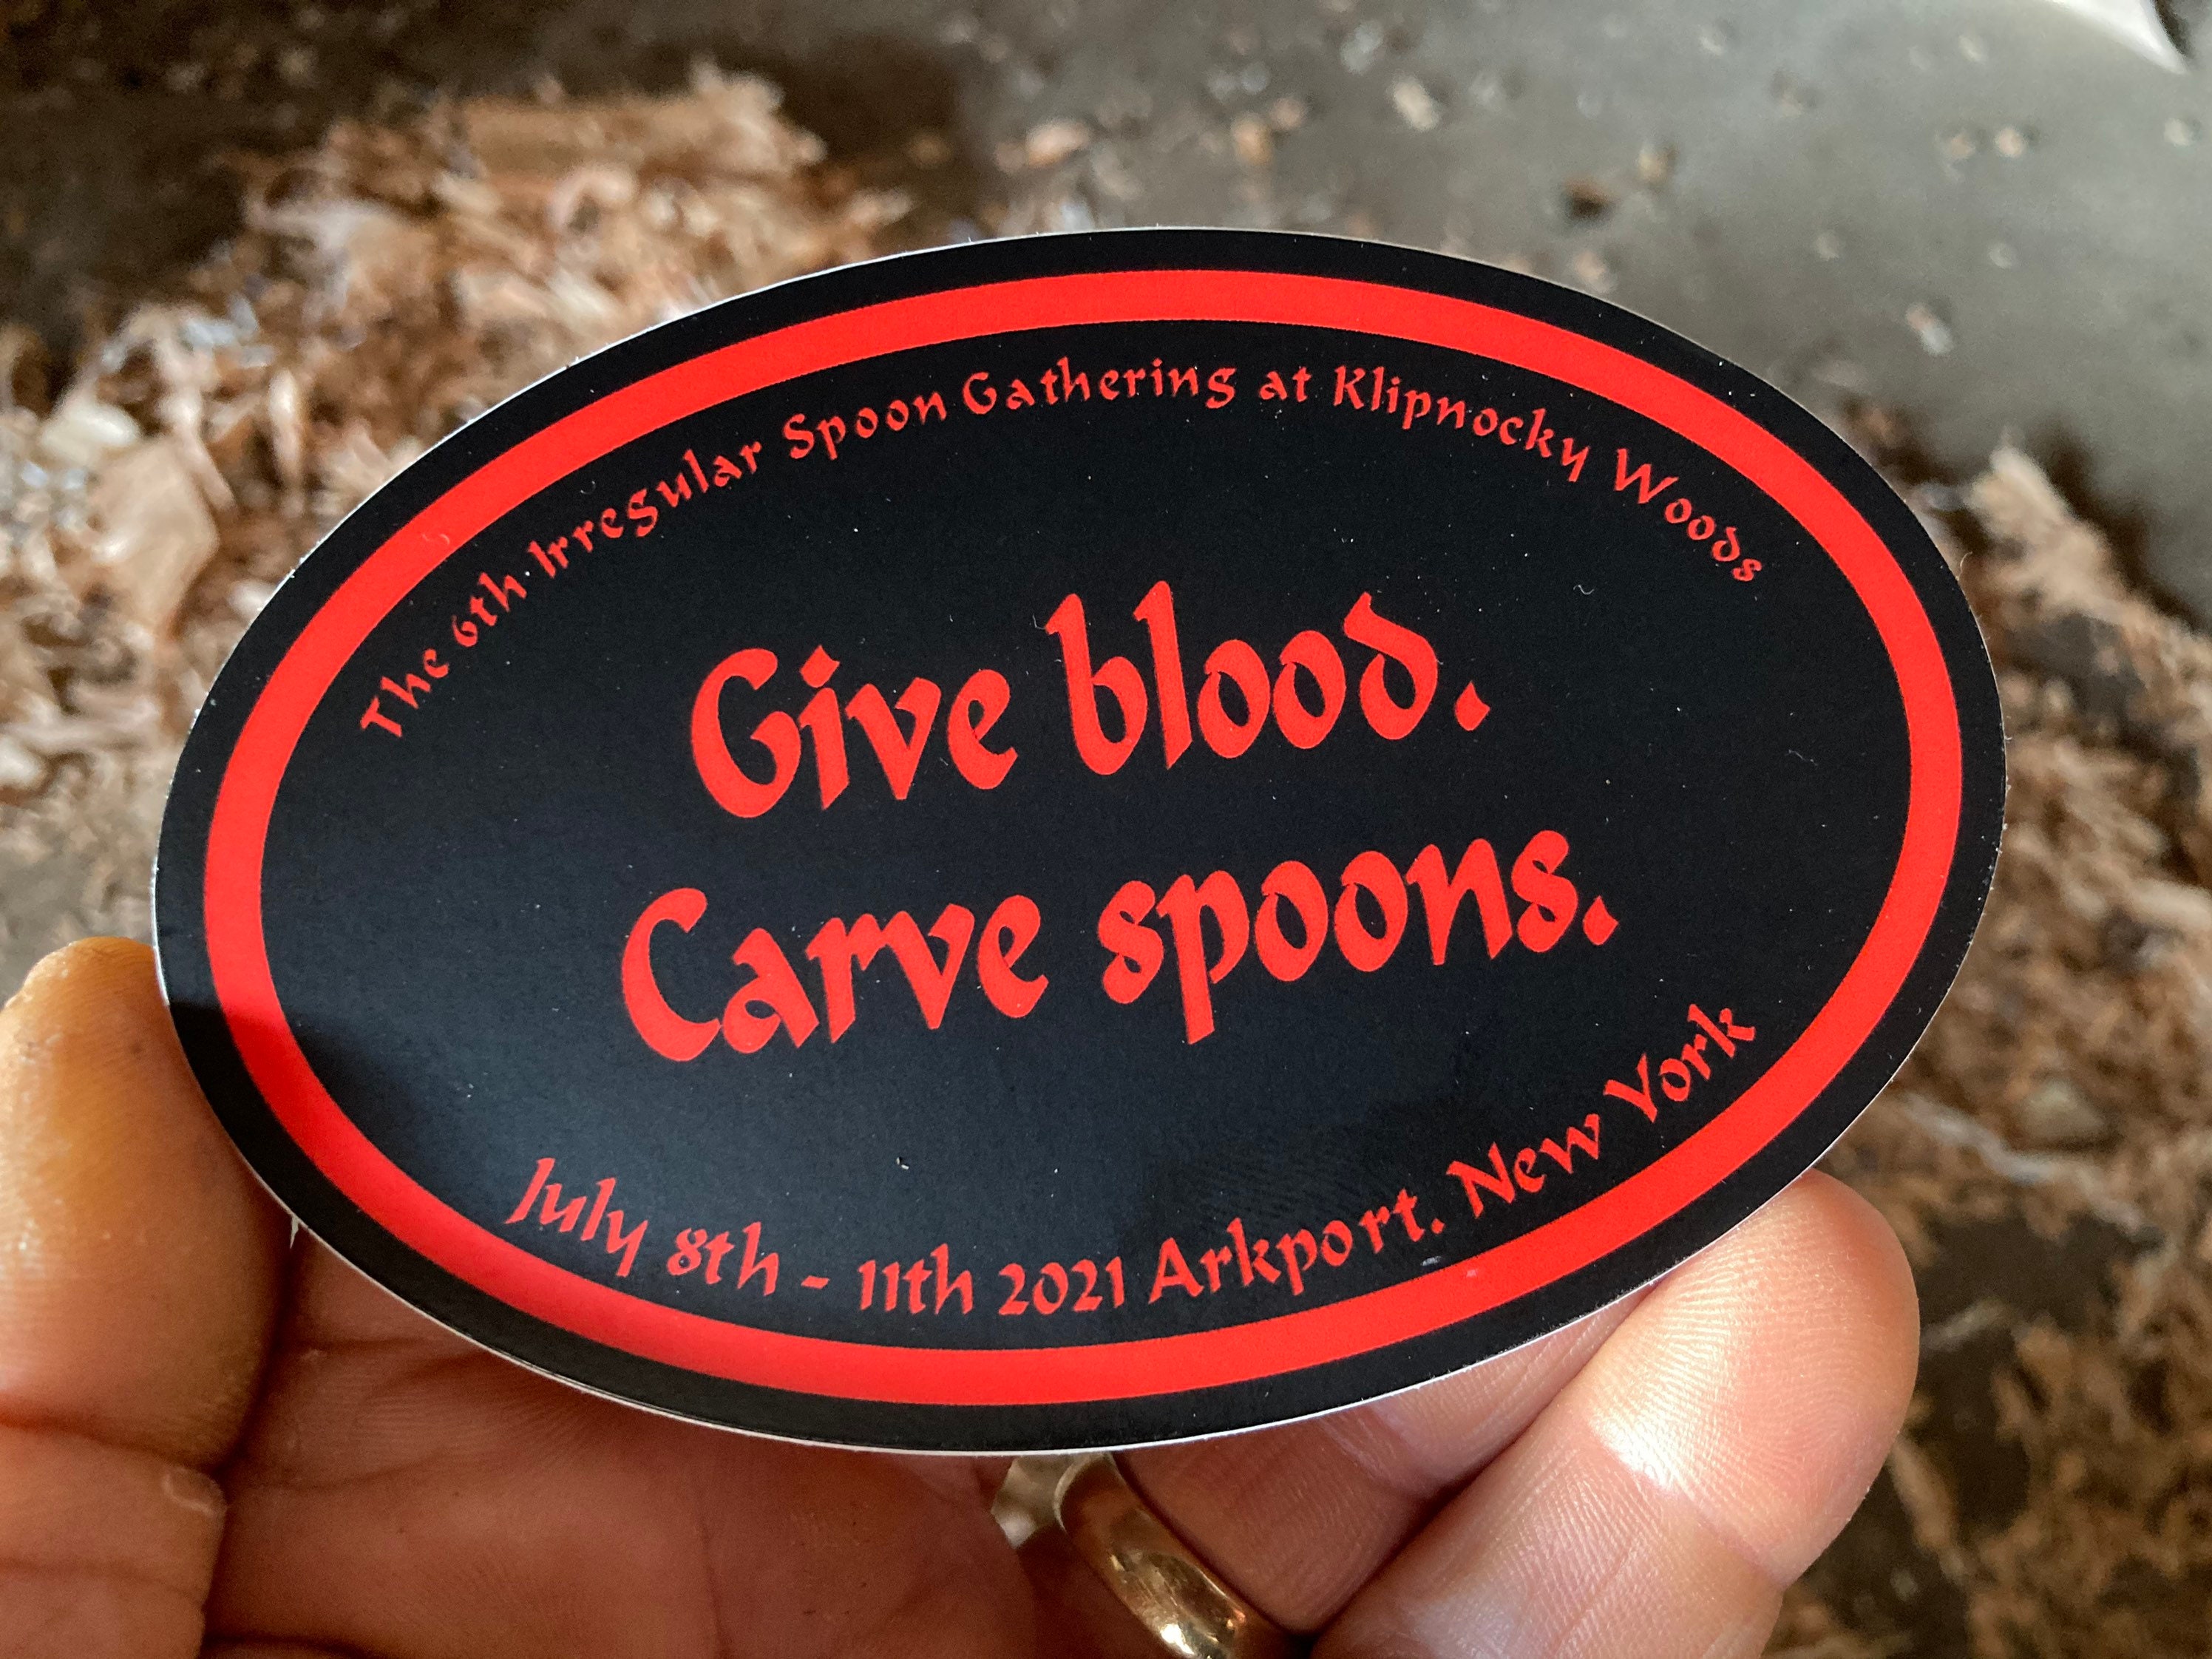 The 6th Irregular Spoon Gathering at Klipnocky Woods
Give blood.
Carve spoons.
July 8th - 11th 2021 Arkport. New York